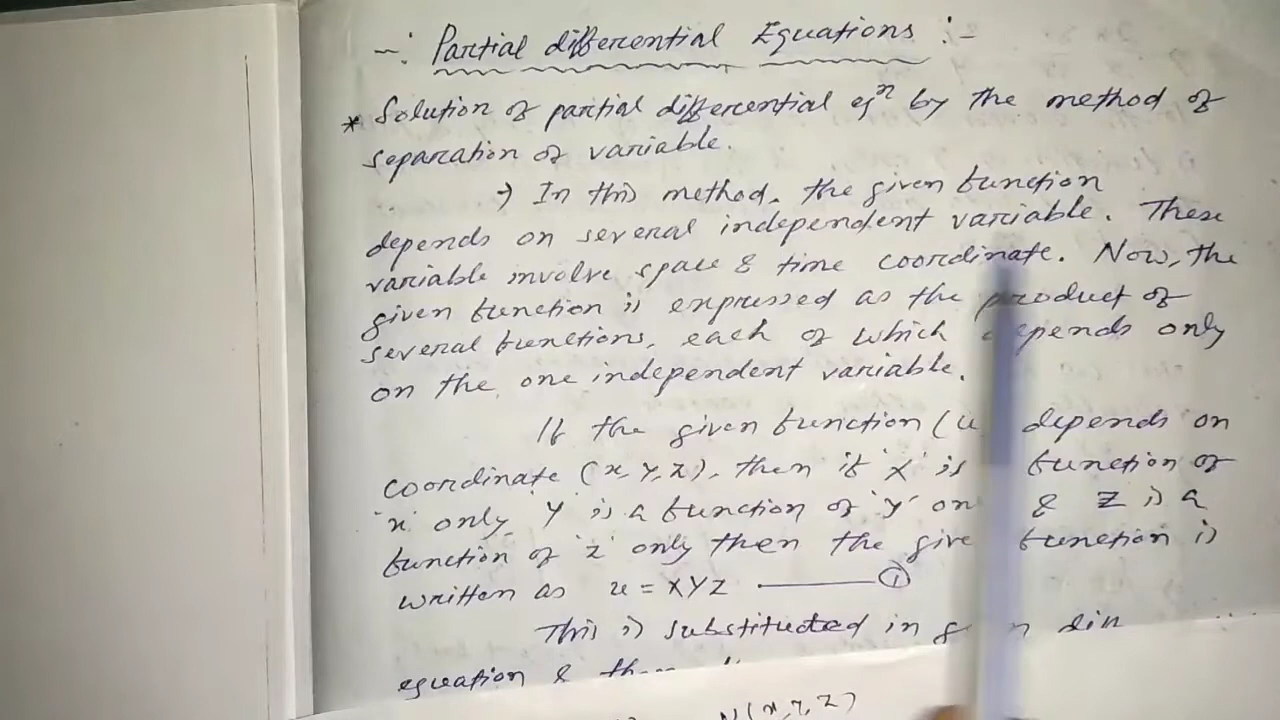 -: Partial differential Equations :-
* Solution of partial differential eqⁿ by the method of
separation of variable.
→ In this method, the given function
depends on several independent variable. These
variable involve space & time coordinate. Now, the
given function is expressed as the product of
several functions, each of which depends only
on the one independent variable.
If the given function (u depends on
coordinate (x, y, z), then if 'X' is function of
'x' only Y is a function of 'y' on & Z is a
function of 'z' only then the give function is
written as u = XYZ ——— ①
This is substituted in
equation &
(x, y, z)